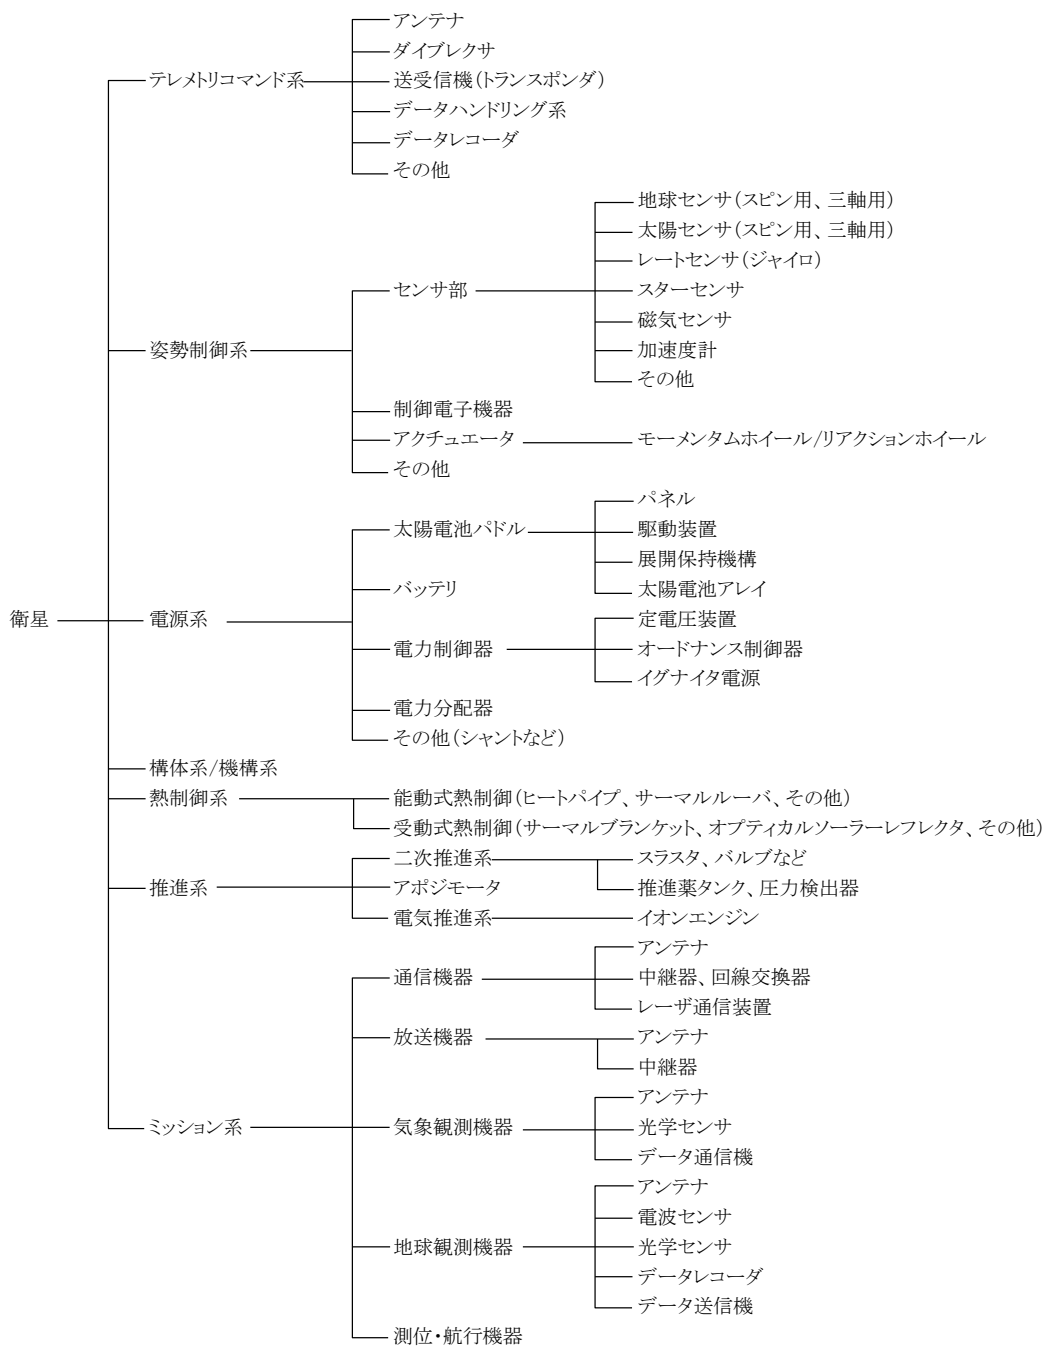 アンテナ
ダイプレクサ
テレメトリコマンド系
送受信機(トランスポンダ)
データハンドリング系
データレコーダ
その他
地球センサ(スピン用、三軸用)
太陽センサ(スピン用、三軸用)
レートセンサ(ジャイロ)
センサ部
スターセンサ
磁気センサ
姿勢制御系
加速度計
その他
制御電子機器
アクチュエータ
モーメンタムホイール/リアクションホイール
その他
パネル
太陽電池パドル
駆動装置
展開保持機構
バッテリ
太陽電池アレイ
衛星
電源系
定電圧装置
電力制御器
オードナンス制御器
イグナイタ電源
電力分配器
その他(シャントなど)
構体系/機構系
熱制御系
能動式熱制御(ヒートパイプ、サーマルルーバ、その他)
受動式熱制御(サーマルブランケット、オプティカルソーラーレフレクタ、その他)
二次推進系
スラスタ、バルブなど
推進系
アポジモータ
推進薬タンク、圧力検出器
電気推進系
イオンエンジン
アンテナ
通信機器
中継器、回線交換器
レーザ通信装置
放送機器
アンテナ
中継器
アンテナ
ミッション系
気象観測機器
光学センサ
データ通信機
アンテナ
電波センサ
地球観測機器
光学センサ
データレコーダ
データ送信機
測位・航行機器